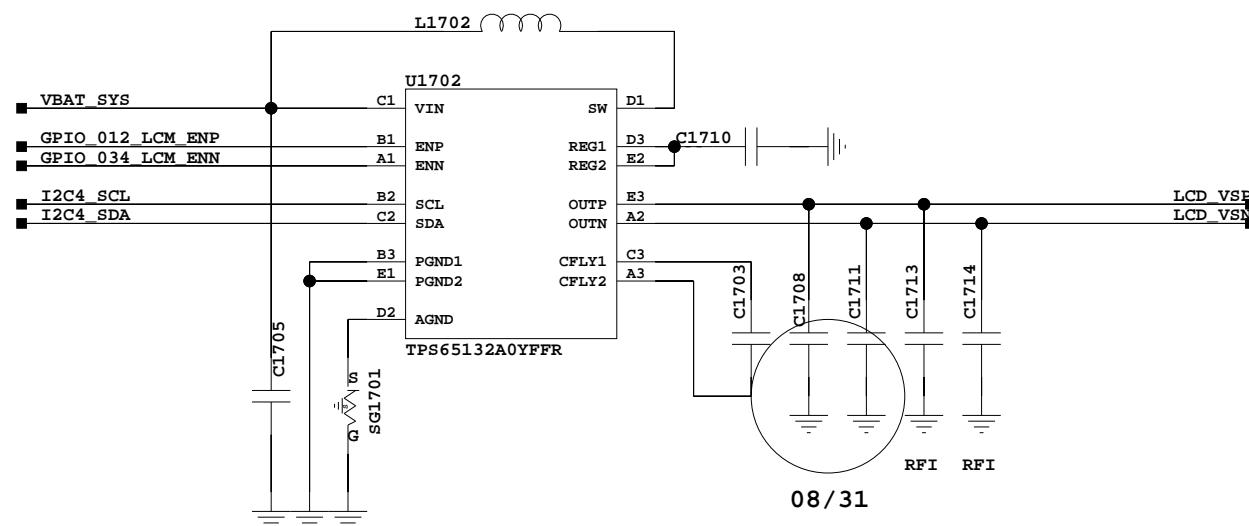 L1702
U1702
VBAT_SYS
C1
VIN
SW
D1
GPIO_012_LCM_ENP
B1
ENP
REG1
D3
C1710
GPIO_034_LCM_ENN
A1
ENN
REG2
E2
I2C4_SCL
B2
SCL
OUTP
E3
LCD_VSP
I2C4_SDA
C2
SDA
OUTN
A2
LCD_VSN
B3
PGND1
CFLY1
C3
E1
PGND2
CFLY2
A3
D2
AGND
TPS65132A0YFFR
C1703
C1708
C1711
C1713
C1714
C1705
S
SG1701
G
RFI
RFI
08/31